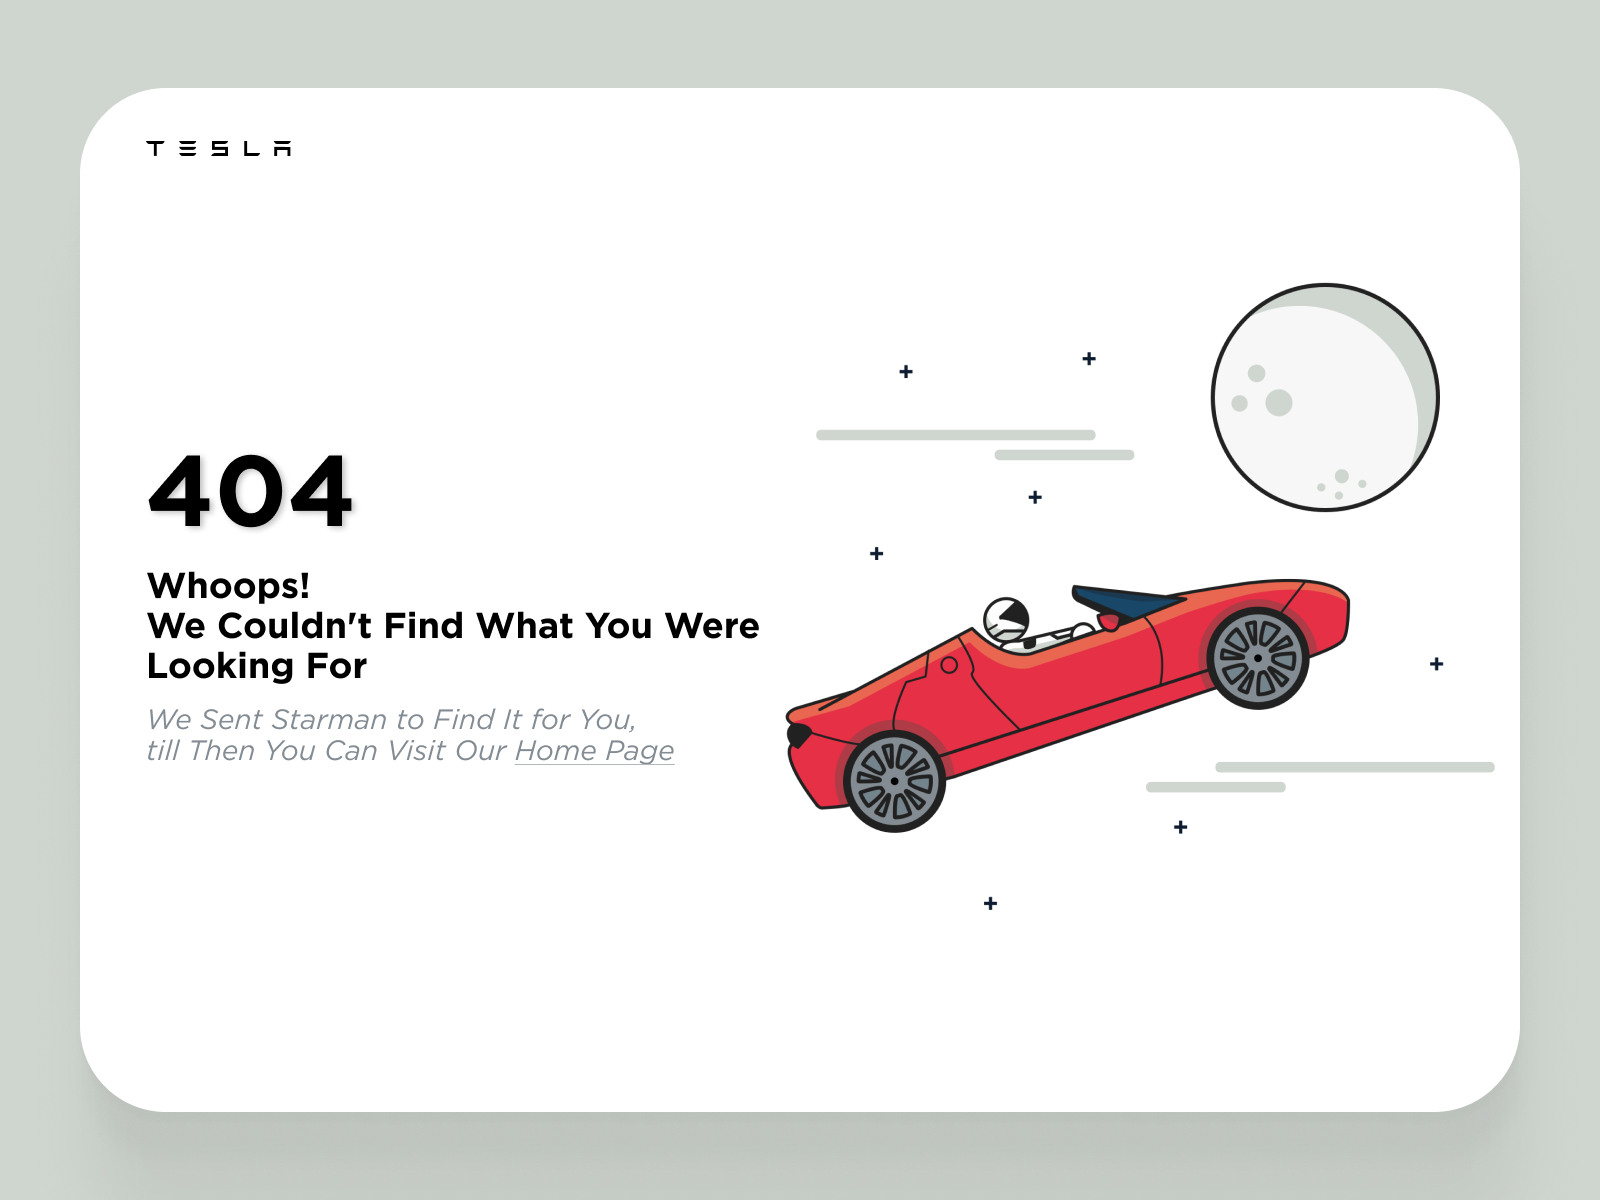 TESLA
404
Whoops!
We Couldn't Find What You Were
Looking For
We Sent Starman to Find It for You,
till Then You Can Visit Our Home Page